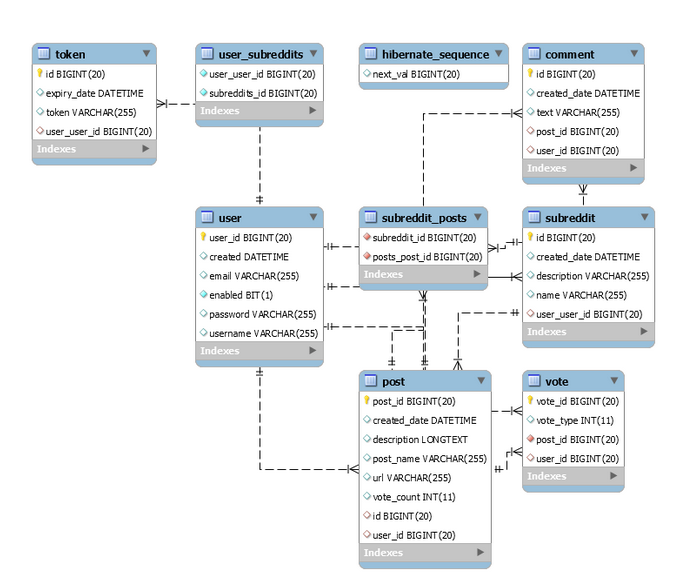 token
id BIGINT(20)
expiry_date DATETIME
token VARCHAR(255)
user_user_id BIGINT(20)
Indexes
user_subreddits
user_user_id BIGINT(20)
subreddits_id BIGINT(20)
Indexes
hibernate_sequence
next_val BIGINT(20)
Indexes
comment
id BIGINT(20)
created_date DATETIME
text VARCHAR(255)
post_id BIGINT(20)
user_id BIGINT(20)
Indexes
user
user_id BIGINT(20)
created DATETIME
email VARCHAR(255)
enabled BIT(1)
password VARCHAR(255)
username VARCHAR(255)
Indexes
subreddit_posts
subreddit_id BIGINT(20)
posts_post_id BIGINT(20)
Indexes
subreddit
id BIGINT(20)
created_date DATETIME
description VARCHAR(255)
name VARCHAR(255)
user_user_id BIGINT(20)
Indexes
post
post_id BIGINT(20)
created_date DATETIME
description LONGTEXT
post_name VARCHAR(255)
url VARCHAR(255)
vote_count INT(11)
id BIGINT(20)
user_id BIGINT(20)
Indexes
vote
vote_id BIGINT(20)
vote_type INT(11)
post_id BIGINT(20)
user_id BIGINT(20)
Indexes